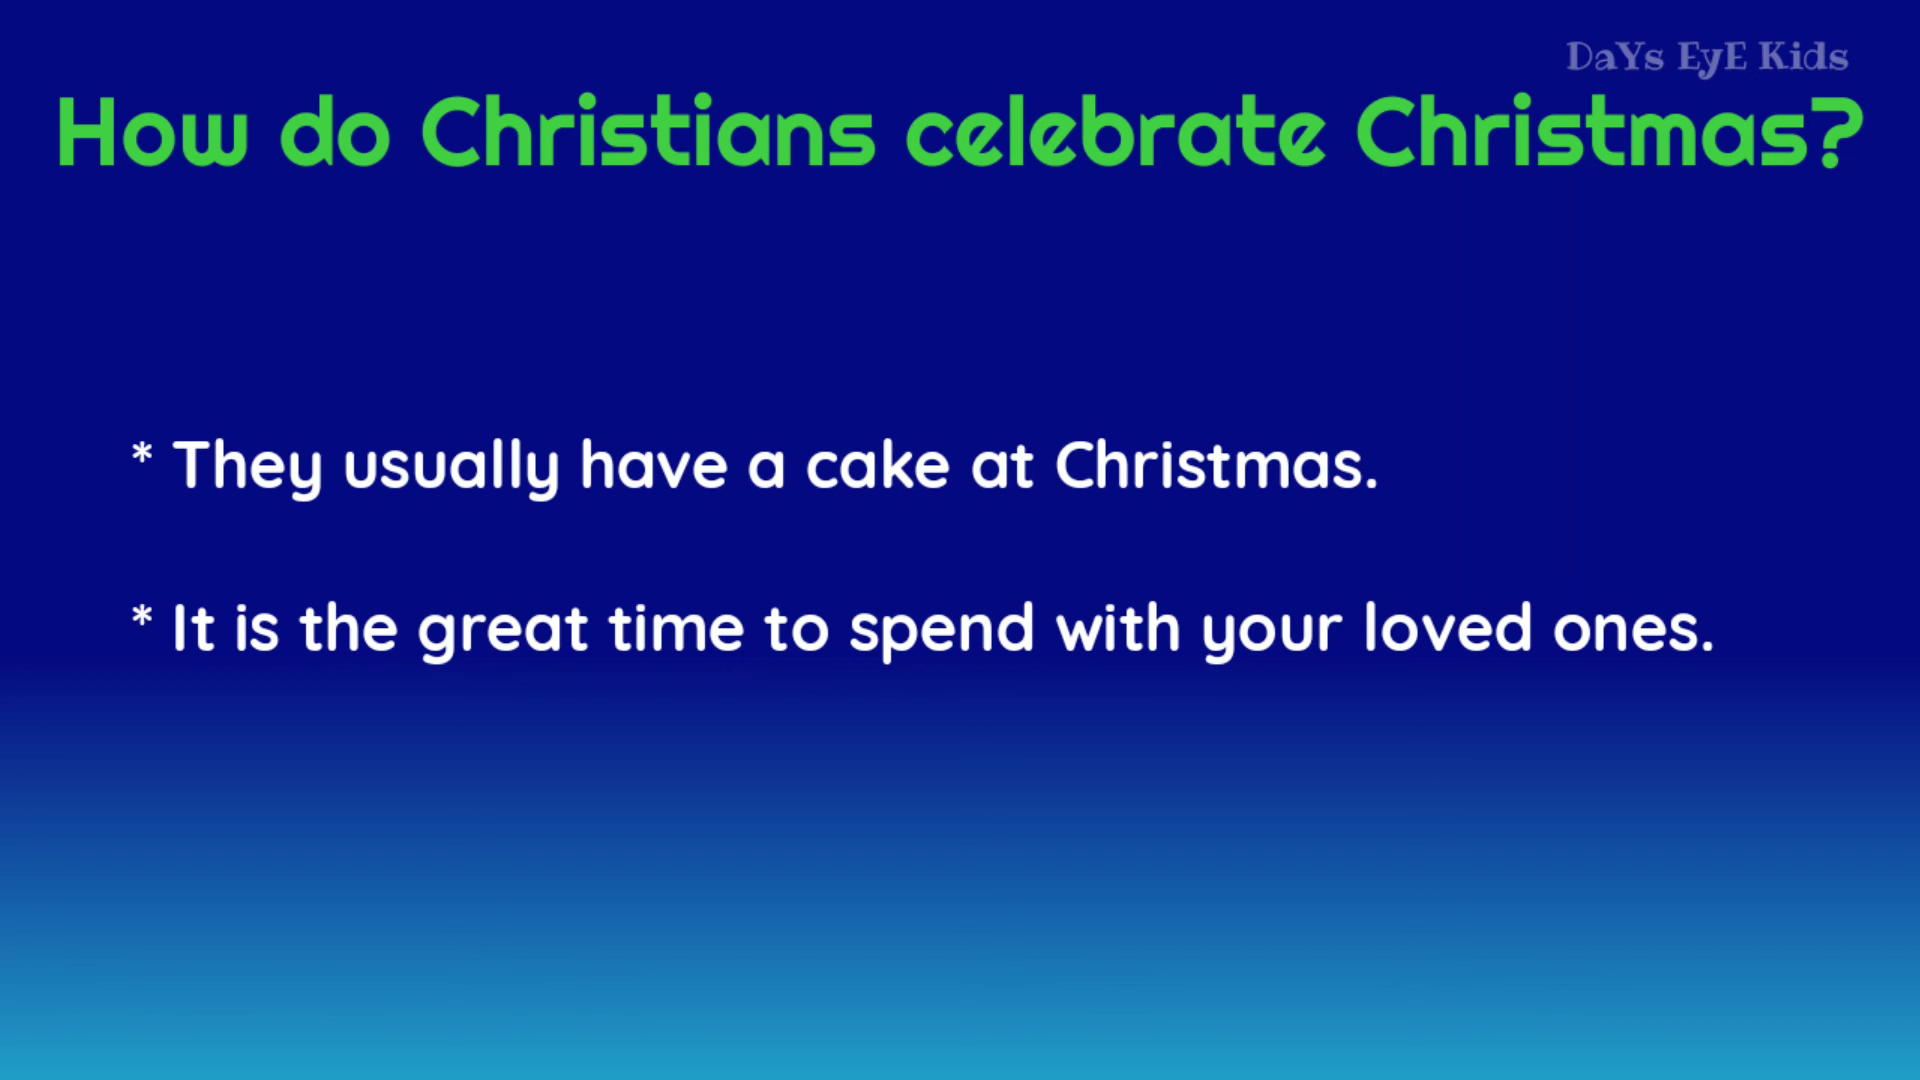 DaYs EyE Kids
How do Christians celebrate Christmas?
* They usually have a cake at Christmas.
* It is the great time to spend with your loved ones.